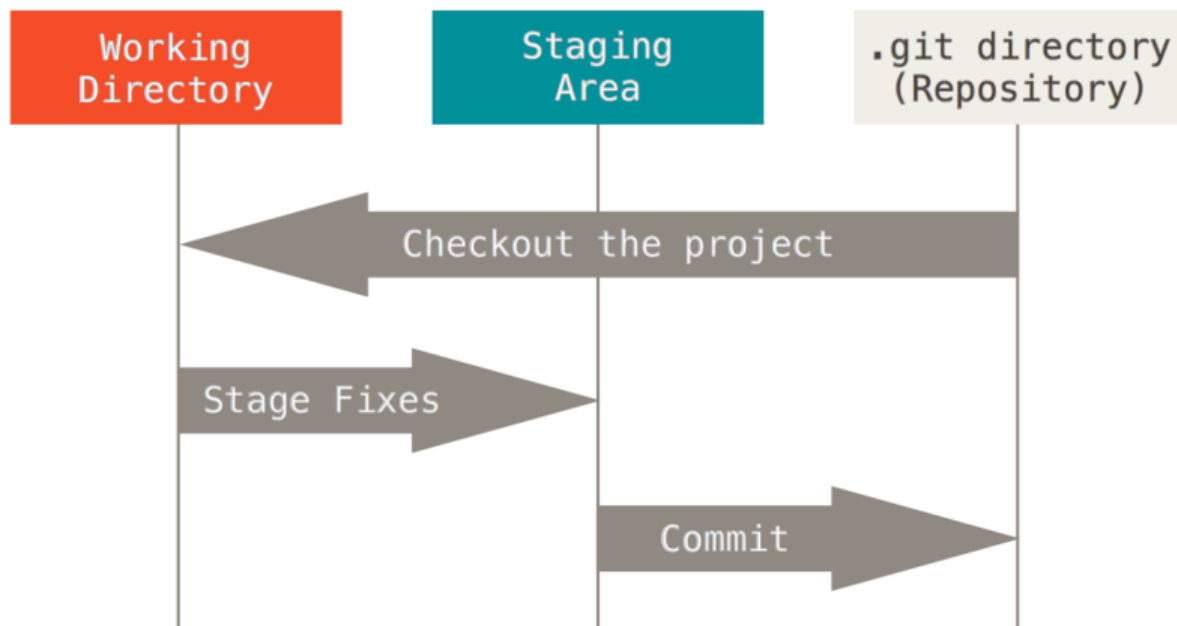 Working
Directory
Staging
Area
.git directory
(Repository)
Checkout the project
Stage Fixes
Commit